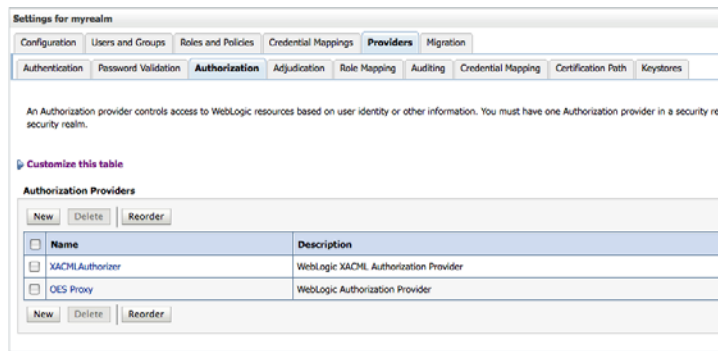 Settings for myrealm
Configuration Users and Groups Roles and Policies Credential Mappings Providers Migration
Authentication Password Validation Authorization Adjudication Role Mapping Auditing Credential Mapping Certification Path Keystores
An Authorization provider controls access to WebLogic resources based on user identity or other information. You must have one Authorization provider in a security
security realm.
Customize this table
Authorization Providers
New Delete Reorder
Name Description
XACMLAuthorizer WebLogic XACML Authorization Provider
OES Proxy WebLogic Authorization Provider
New Delete Reorder